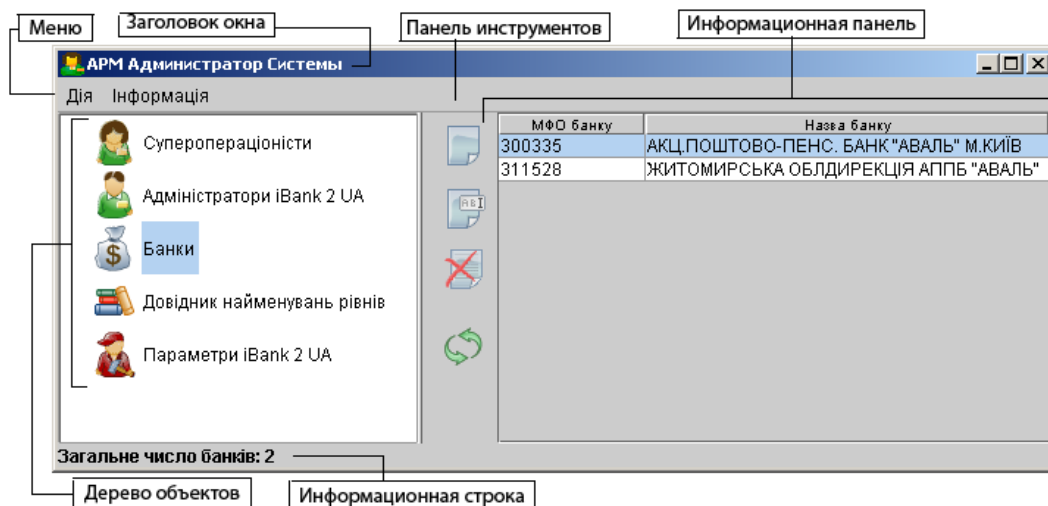 Меню
Заголовок окна
Панель инструментов
Информационная панель
АРМ Администратор Системы
Дія Інформація
Суперопераціоністи
Адміністратори iBank 2 UA
Банки
Довідник найменувань рівнів
Параметри iBank 2 UA
ABI
МФО банку Назва банку
300335 АКЦ.ПОШТОВО-ПЕНС. БАНК "АВАЛЬ" М.КИЇВ
311528 ЖИТОМИРСЬКА ОБЛДИРЕКЦІЯ АППБ "АВАЛЬ"
Загальне число банків: 2
Дерево объектов
Информационная строка